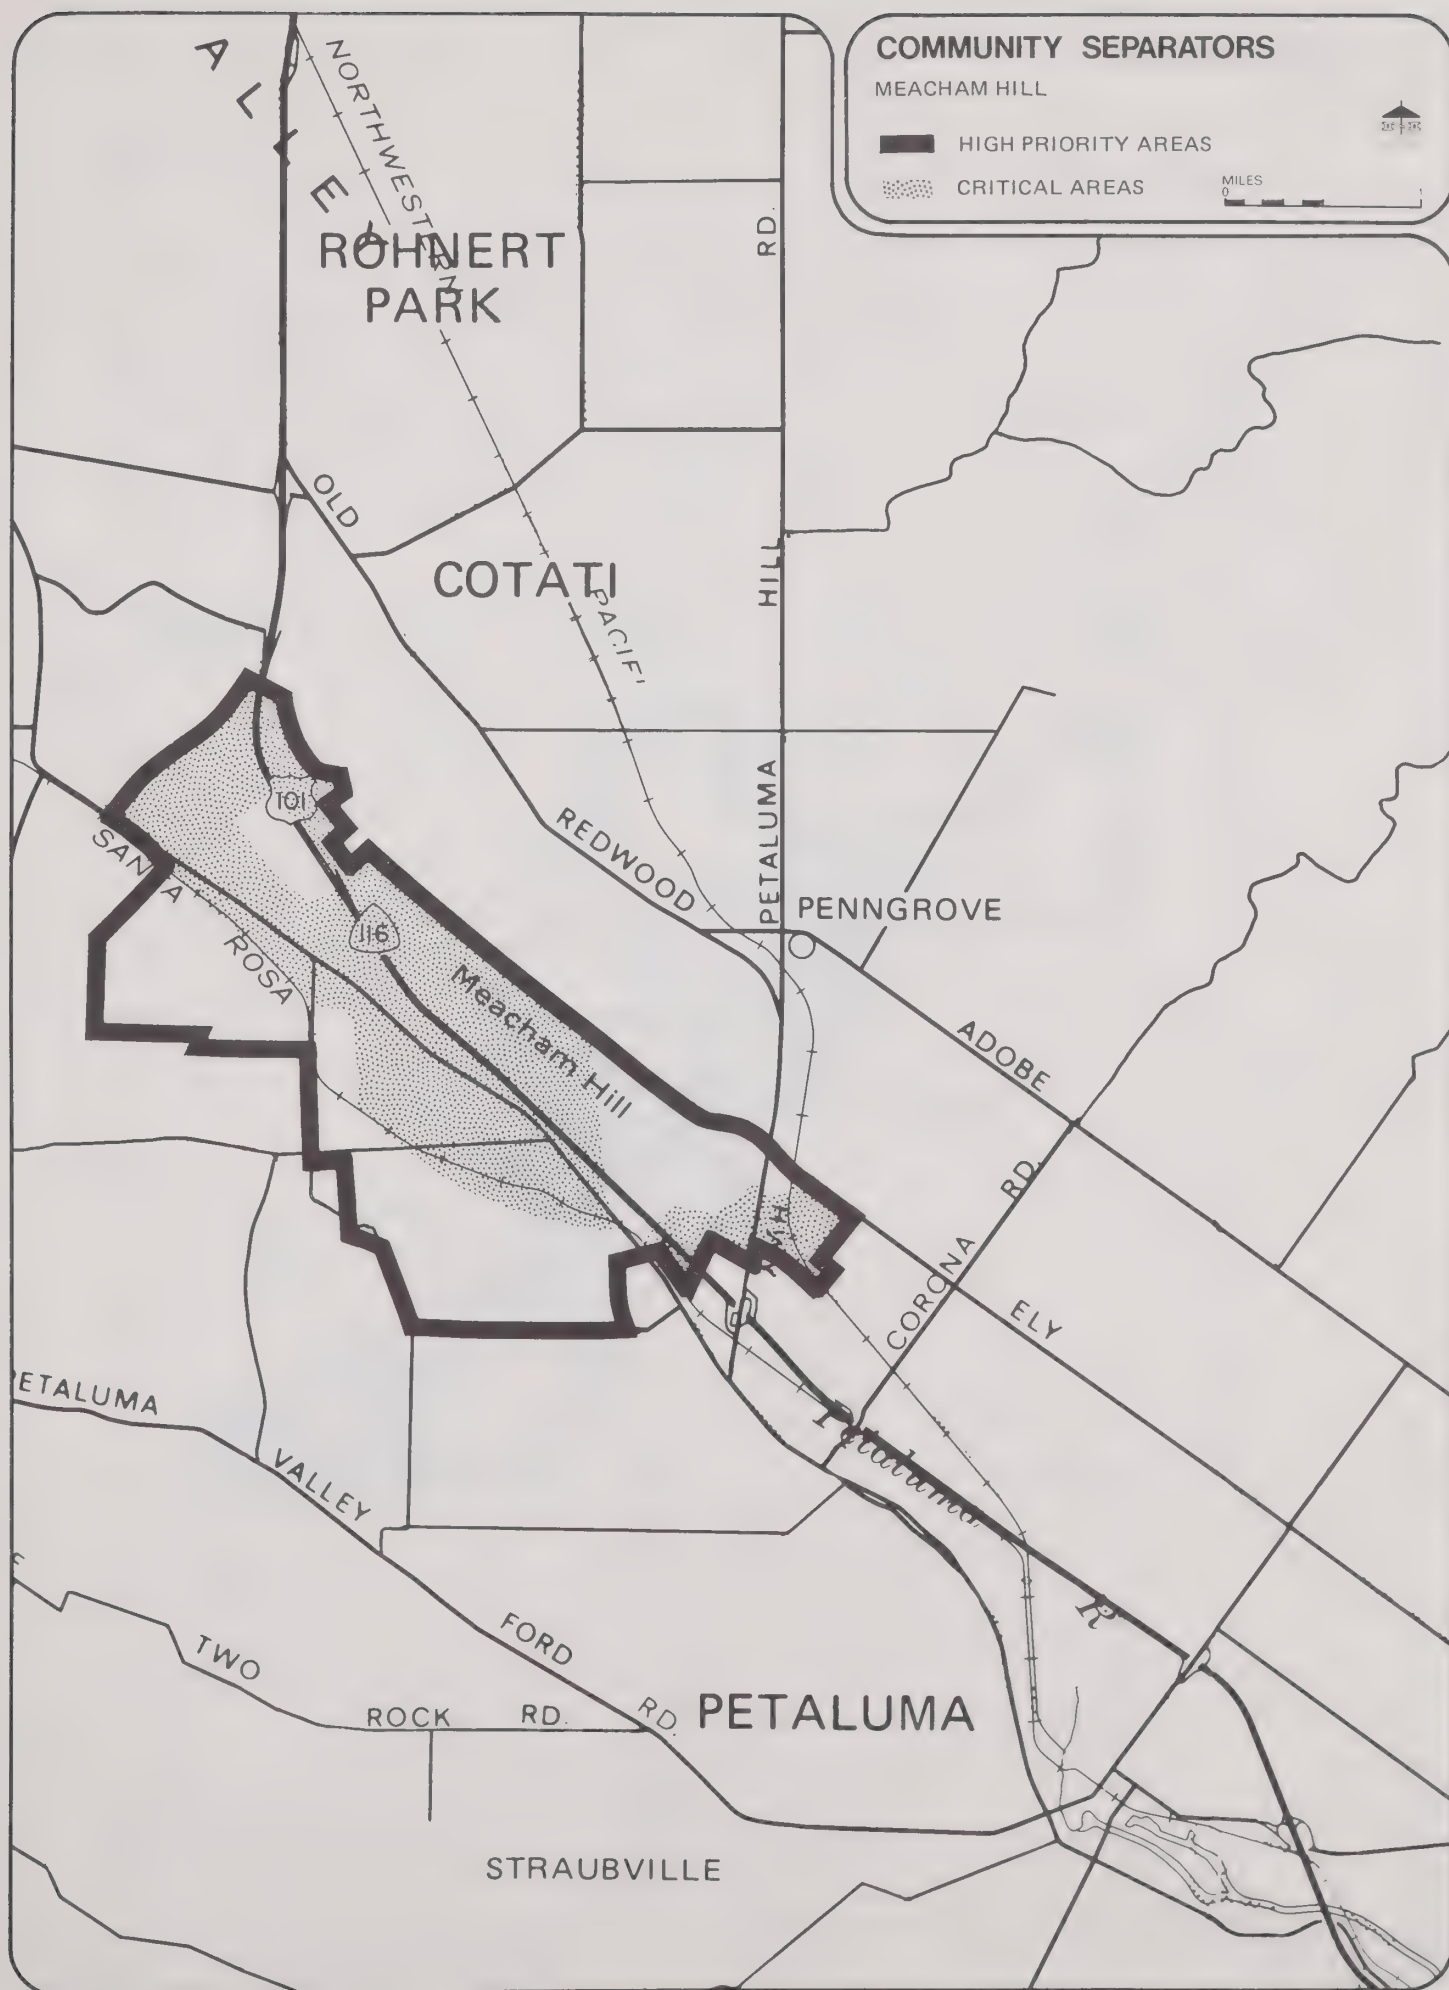 COMMUNITY SEPARATORS
MEACHAM HILL
HIGH PRIORITY AREAS
CRITICAL AREAS
MILES
0 1
A L L E Y
NORTHWESTERN
ROHNERT
PARK
RD.
OLD
COTATI
HILL
PACIFI
PETALUMA
REDWOOD
PENNGROVE
101
SANTA
ROSA
116
Meacham Hill
ADOBE
HWY
CORONA RD.
ELY
ETALUMA
VALLEY
FORD
RD.
Petaluma R
TWO
ROCK RD.
PETALUMA
STRAUBVILLE